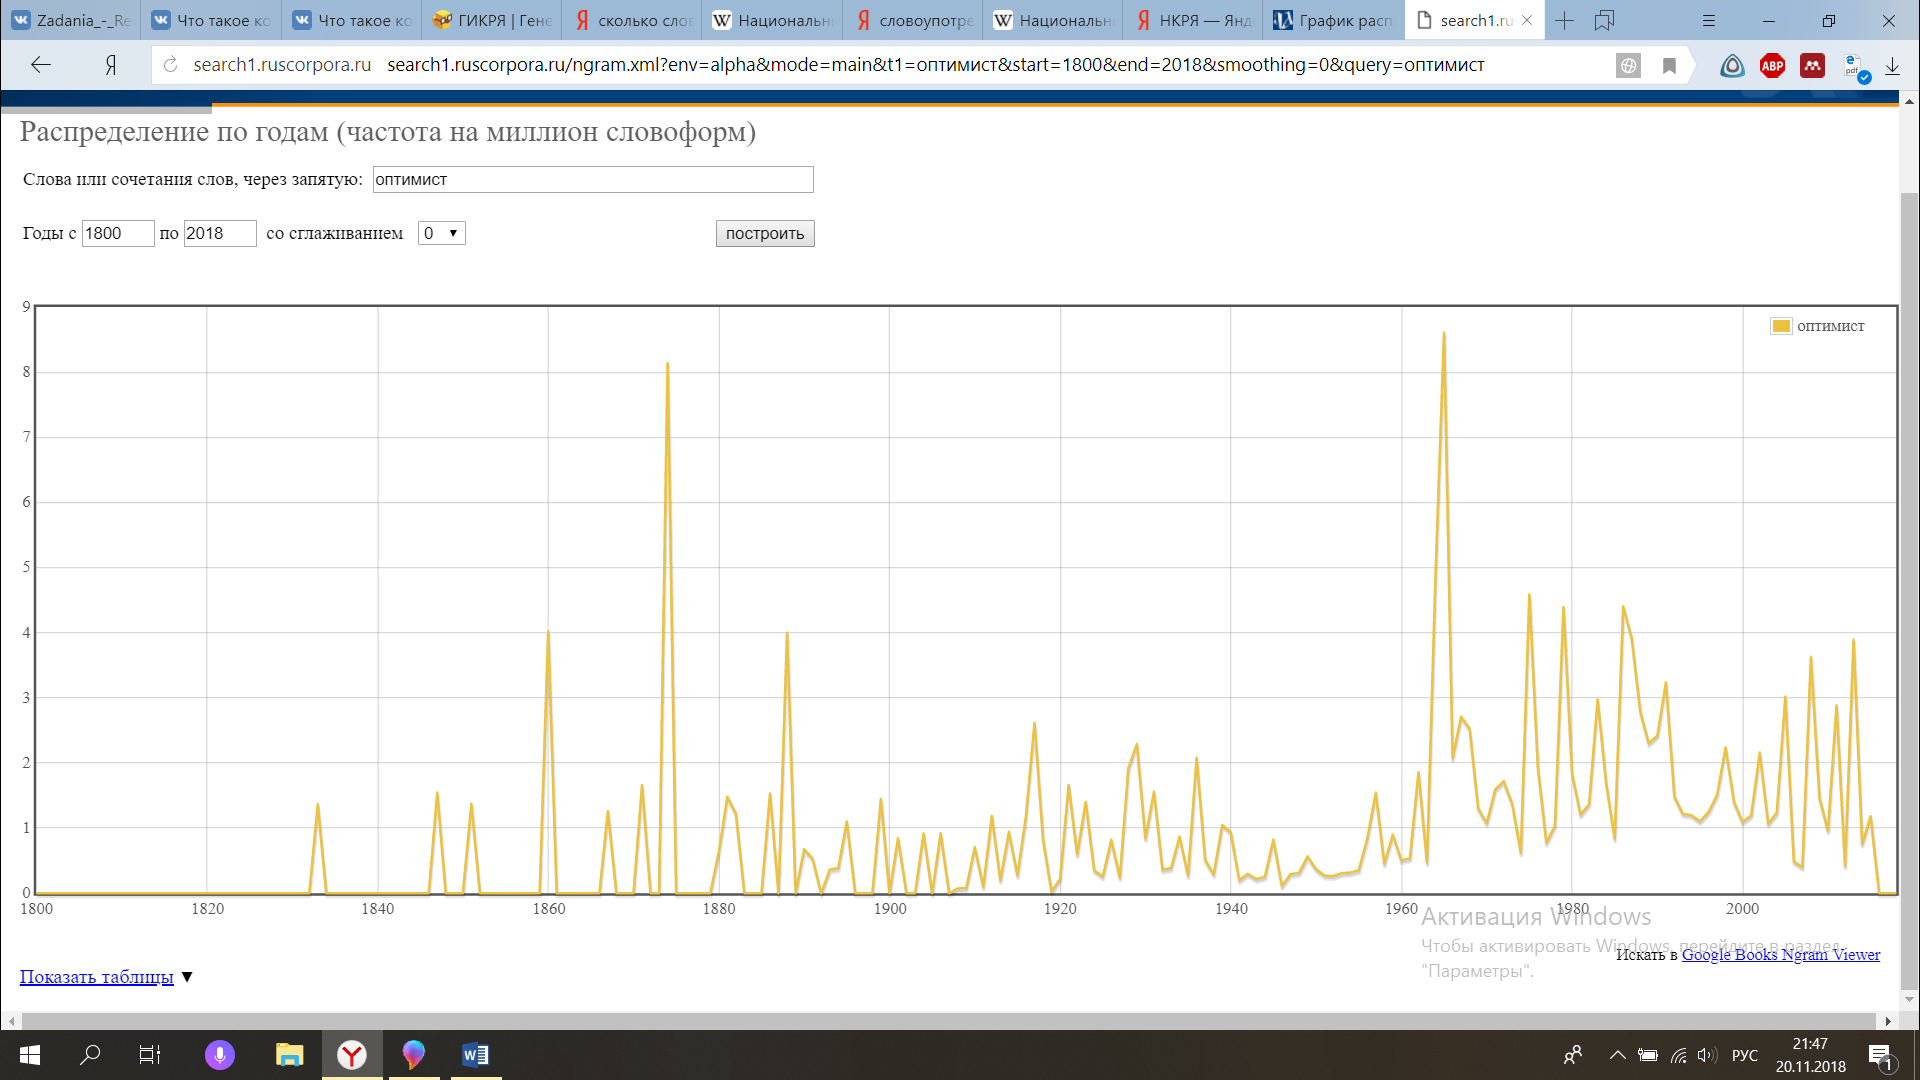 Zadania_-_Re
Что такое ко
Что такое ко
ГИКРЯ | Гене
сколько слов
Национальн
словоупотре
Национальн
НКРЯ — Янд
График расп
search1.ru
search1.ruscorpora.ru search1.ruscorpora.ru/ngram.xml?env=alpha&mode=main&t1=оптимист&start=1800&end=2018&smoothing=0&query=оптимист
ABP
e pdf
Распределение по годам (частота на миллион словоформ)
Слова или сочетания слов, через запятую: оптимист
Годы с 1800 по 2018 со сглаживанием 0 построить
9
оптимист
8
7
6
5
4
3
2
1
0
1800 1820 1840 1860 1880 1900 1920 1940 1960 1980 2000
Активация Windows
Чтобы активировать Windows, перейдите в раздел
"Параметры".
Искать в Google Books Ngram Viewer
Показать таблицы ▼
РУС
21:47
20.11.2018
1